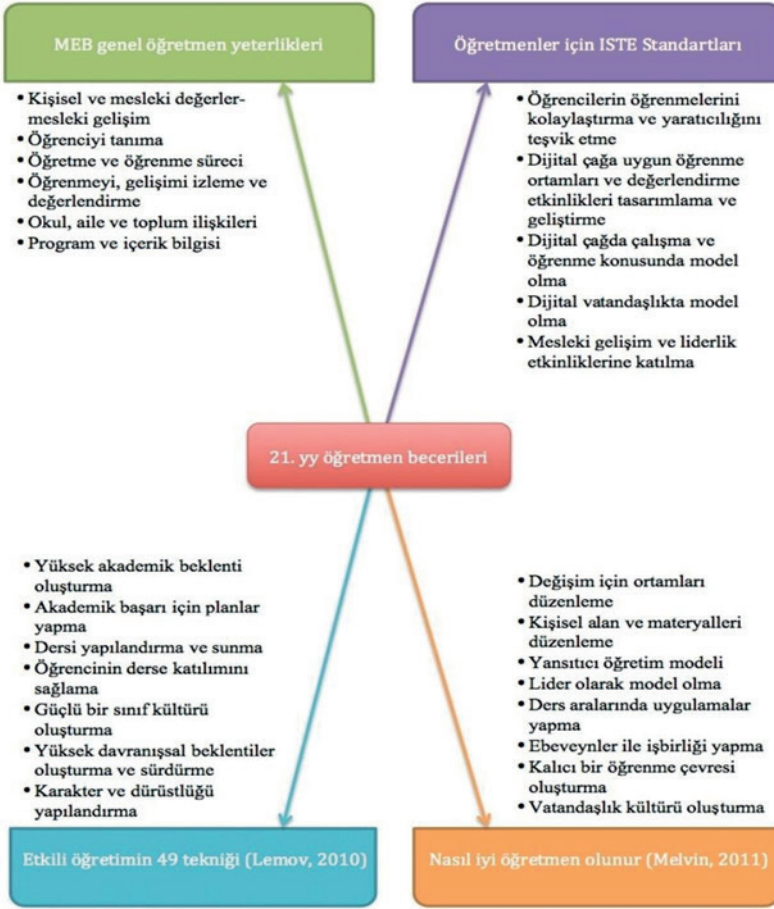 MEB genel öğretmen yeterlikleri
• Kişisel ve mesleki değerler-
mesleki gelişim
• Öğrenciyi tanıma
• Öğretme ve öğrenme süreci
• Öğrenmeyi, gelişimi izleme ve
değerlendirme
• Okul, aile ve toplum ilişkileri
• Program ve içerik bilgisi
Öğretmenler için ISTE Standartları
• Öğrencilerin öğrenmelerini
kolaylaştırma ve yaratıcılığını
teşvik etme
• Dijital çağa uygun öğrenme
ortamları ve değerlendirme
etkinlikleri tasarımlama ve
geliştirme
• Dijital çağda çalışma ve
öğrenme konusunda model
olma
• Dijital vatandaşlıkta model
olma
• Mesleki gelişim ve liderlik
etkinliklerine katılma
21. yy öğretmen becerileri
• Yüksek akademik beklenti
oluşturma
• Akademik başarı için planlar
yapma
• Dersi yapılandırma ve sunma
• Öğrencinin derse katılımını
sağlama
• Güçlü bir sınıf kültürü
oluşturma
• Yüksek davranışsal beklentiler
oluşturma ve sürdürme
• Karakter ve dürüstlüğü
yapılandırma
Etkili öğretimin 49 tekniği (Lemov, 2010)
• Değişim için ortamları
düzenleme
• Kişisel alan ve materyalleri
düzenleme
• Yansıtıcı öğretim modeli
• Lider olarak model olma
• Ders aralarında uygulamalar
yapma
• Ebeveynler ile işbirliği yapma
• Kalıcı bir öğrenme çevresi
oluşturma
• Vatandaşlık kültürü oluşturma
Nasıl iyi öğretmen olunur (Melvin, 2011)